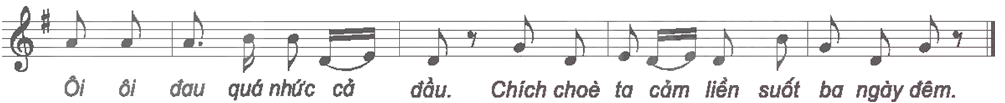 Ôi ôi đau quá nhức cả đầu. Chích choè ta cảm liền suốt ba ngày đêm.